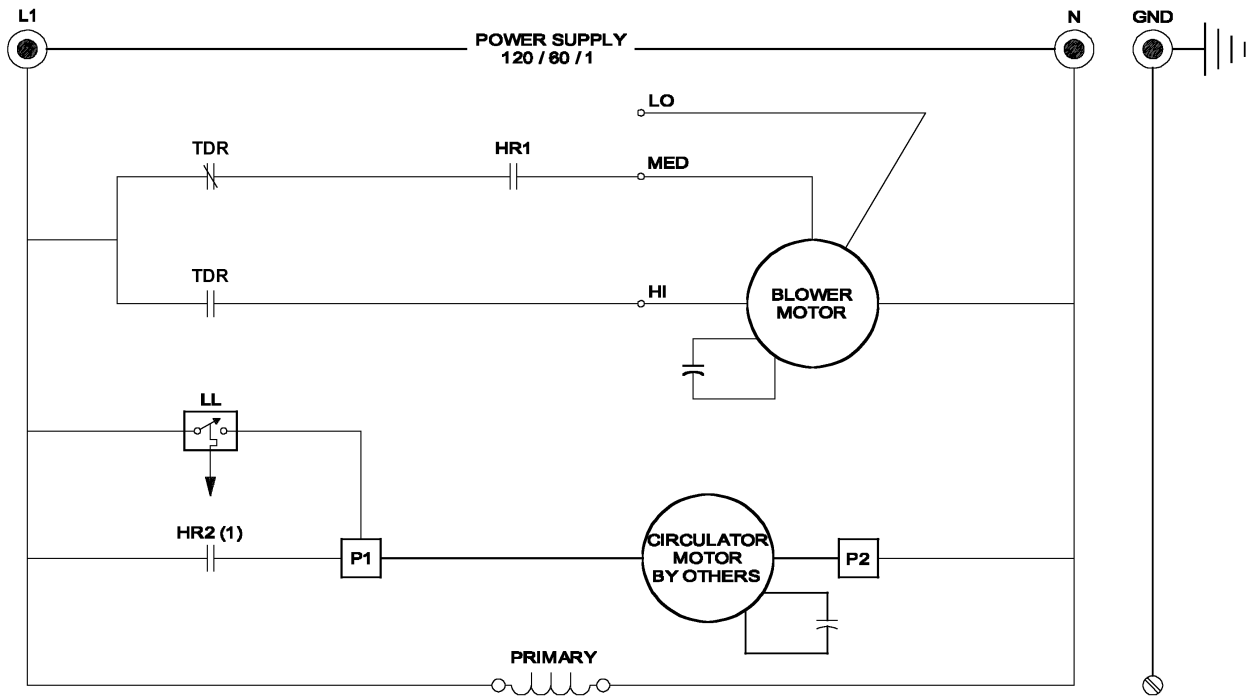 L1
N
GND
POWER SUPPLY
120 / 60 / 1
LO
TDR
HR1
MED
TDR
HI
BLOWER
MOTOR
LL
HR2 (1)
P1
CIRCULATOR
MOTOR
BY OTHERS
P2
PRIMARY